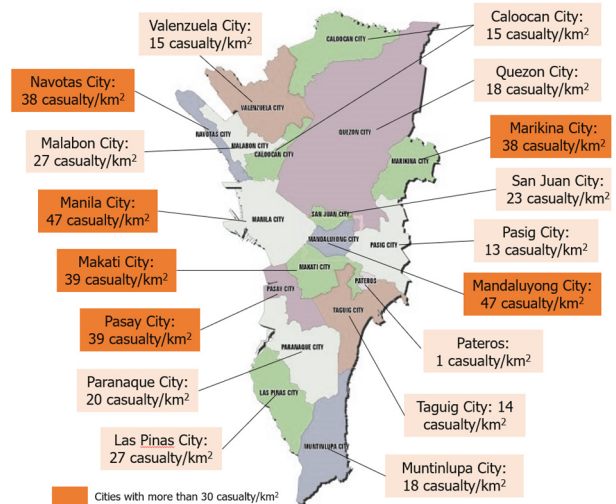 Valenzuela City:
15 casualty/km²
Caloocan City:
15 casualty/km²
Navotas City:
38 casualty/km²
Quezon City:
18 casualty/km²
Malabon City:
27 casualty/km²
Marikina City:
38 casualty/km²
San Juan City:
23 casualty/km²
Manila City:
47 casualty/km²
Pasig City:
13 casualty/km²
Makati City:
39 casualty/km²
Mandaluyong City:
47 casualty/km²
Pasay City:
39 casualty/km²
Pateros:
1 casualty/km²
Paranaque City:
20 casualty/km²
Taguig City: 14
casualty/km²
Las Pinas City:
27 casualty/km²
Muntinlupa City:
18 casualty/km²
CALOOCAN CITY
VALENZUELA CITY
NAVOTAS CITY
QUEZON CITY
MALABON CITY
CALOOCAN CITY
MARIKINA CITY
MANILA CITY
SAN JUAN CITY
MANDALUYONG CITY
PASIG CITY
MAKATI CITY
PATEROS
PASAY CITY
TAGUIG CITY
PARANAQUE CITY
LAS PINAS CITY
MUNTINLUPA CITY
Cities with more than 30 casualty/km²